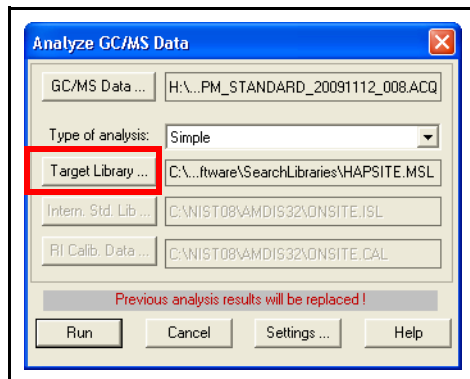 Analyze GC/MS Data
GC/MS Data ... H:\...PM_STANDARD_20091112_008.ACQ
Type of analysis: Simple
Target Library ... C:\...ftware\SearchLibraries\HAPSITE.MSL
Intern. Std. Lib ... C:\NIST08\AMDIS32\ONSITE.ISL
RI Calib. Data ... C:\NIST08\AMDIS32\ONSITE.CAL
Previous analysis results will be replaced !
Run Cancel Settings ... Help